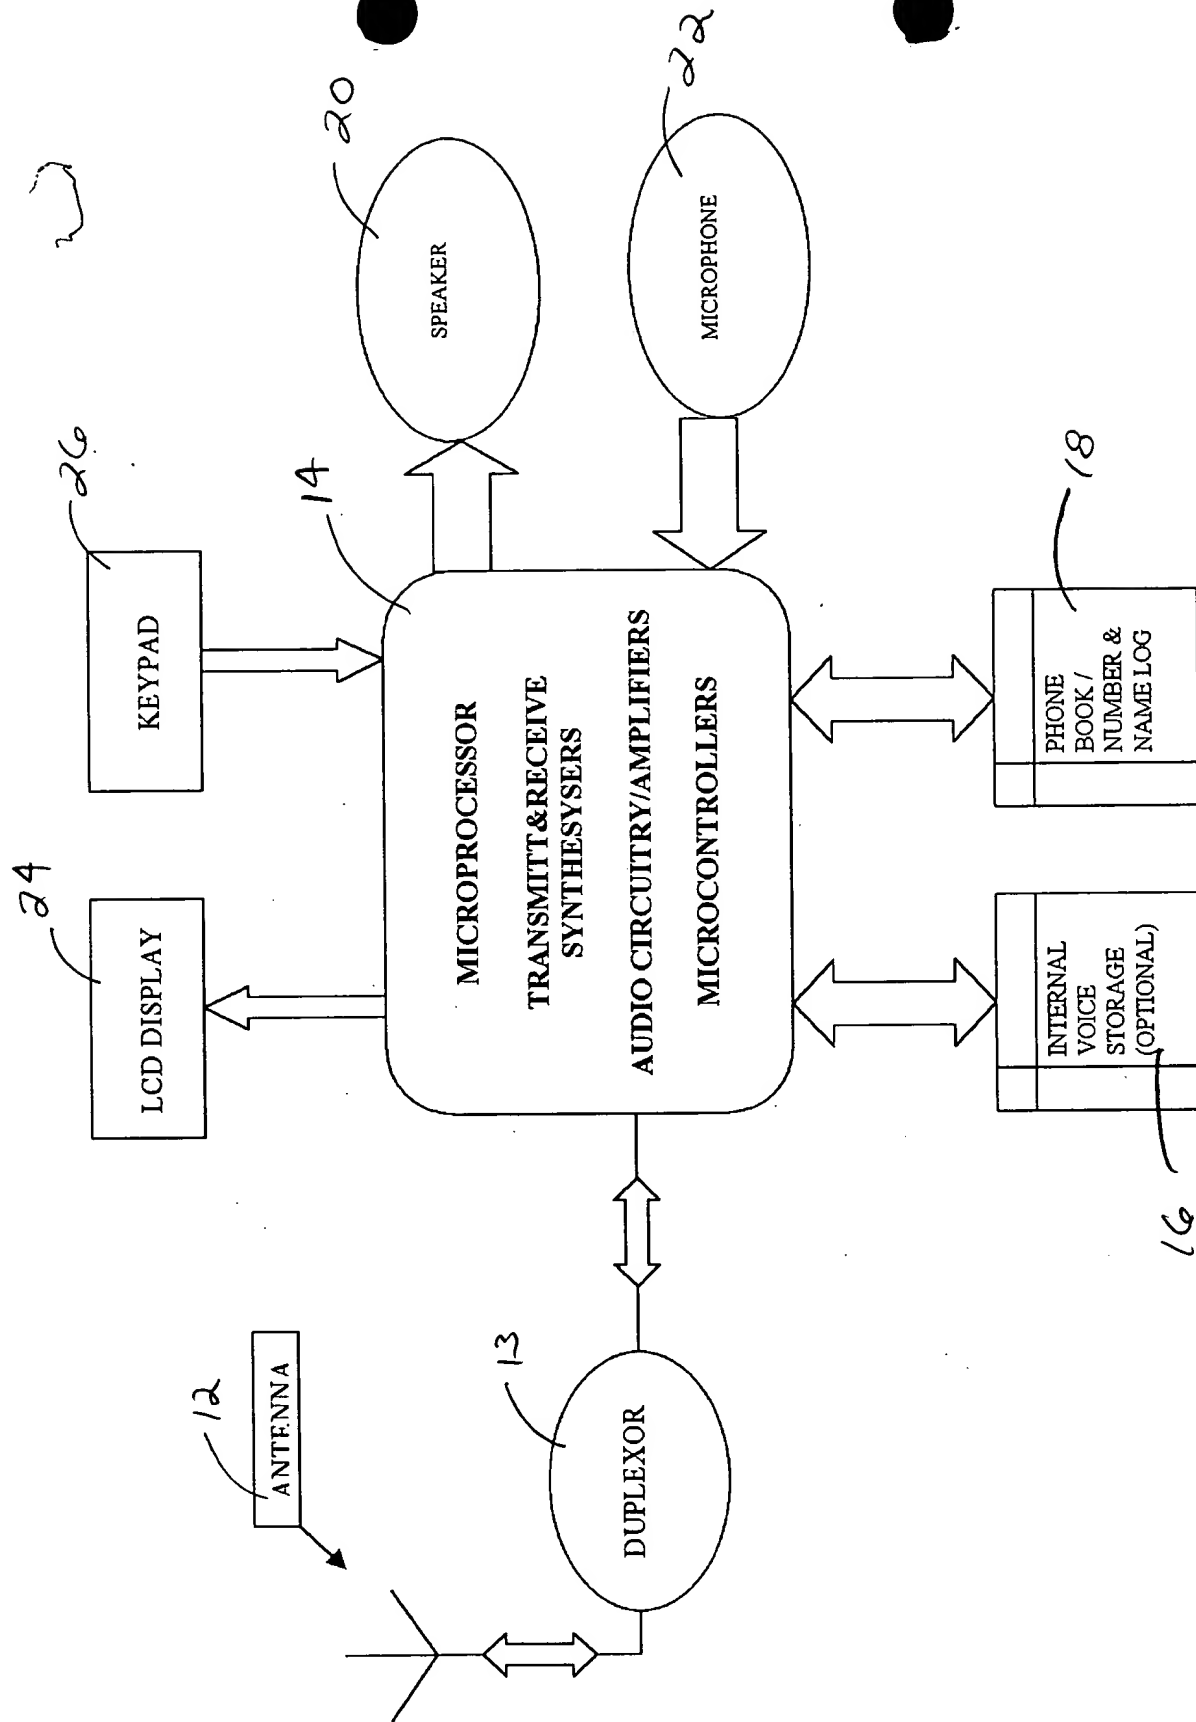 24
LCD DISPLAY
26
KEYPAD
12
ANTENNA
14
20
SPEAKER
MICROPROCESSOR
TRANSMITT&RECEIVE
SYNTHESYSERS
AUDIO CIRCUITRY/AMPLIFIERS
MICROCONTROLLERS
13
DUPLEXOR
22
MICROPHONE
INTERNAL
VOICE
STORAGE
(OPTIONAL)
16
PHONE
BOOK /
NUMBER &
NAME LOG
18